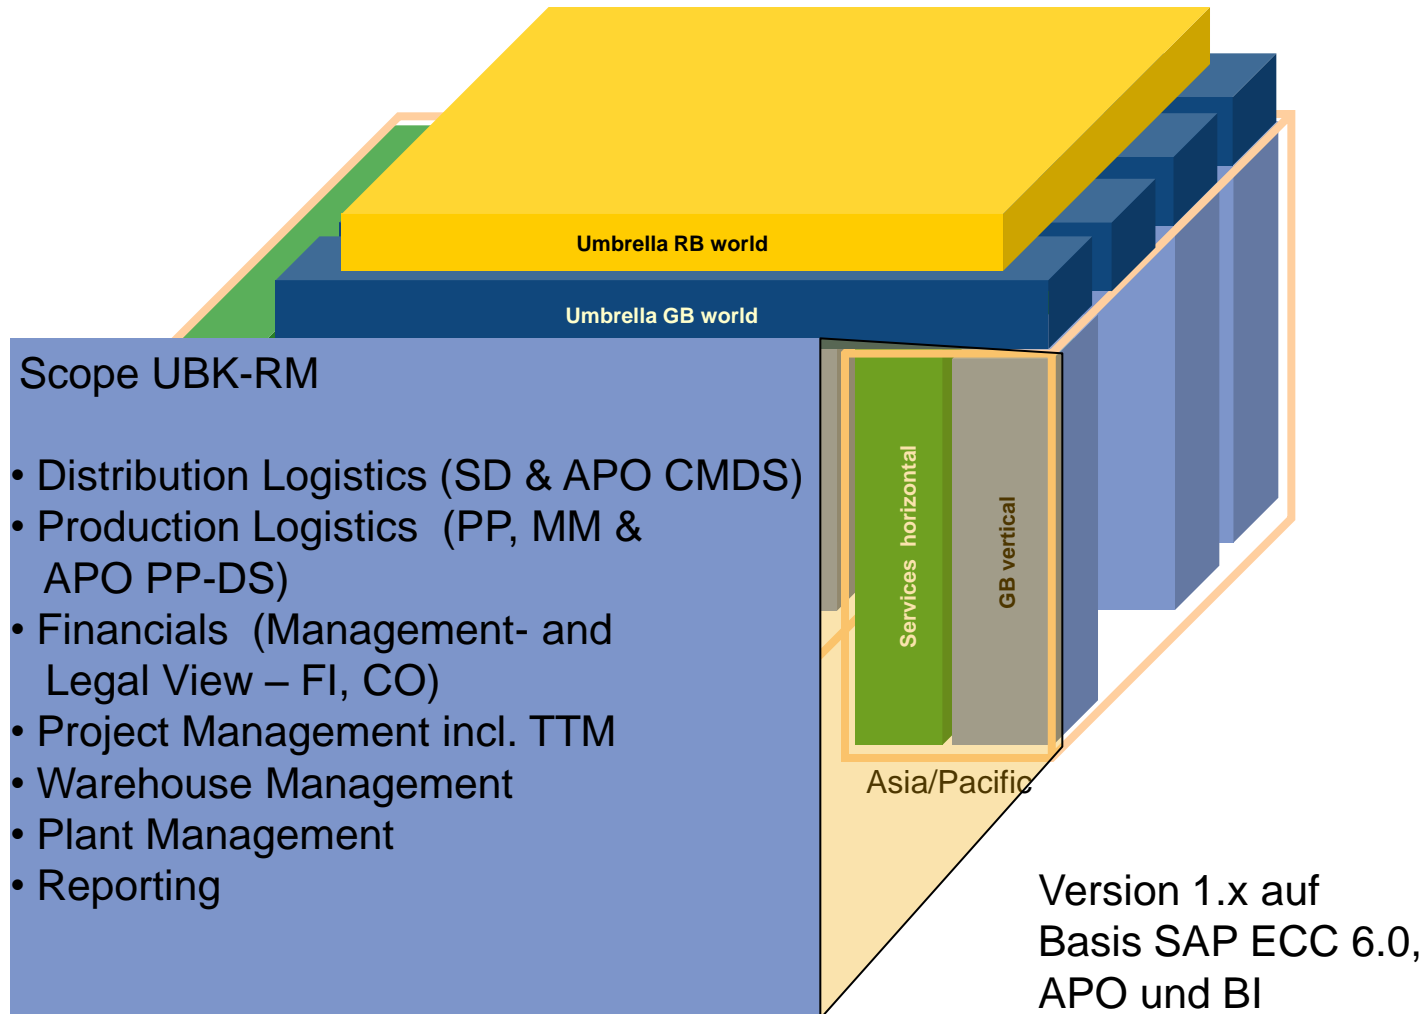 Umbrella RB world
Umbrella GB world
Scope UBK-RM
• Distribution Logistics (SD & APO CMDS)
• Production Logistics (PP, MM &
APO PP-DS)
• Financials (Management- and
Legal View – FI, CO)
• Project Management incl. TTM
• Warehouse Management
• Plant Management
• Reporting
Services horizontal
GB vertical
Asia/Pacific
Version 1.x auf
Basis SAP ECC 6.0,
APO und BI